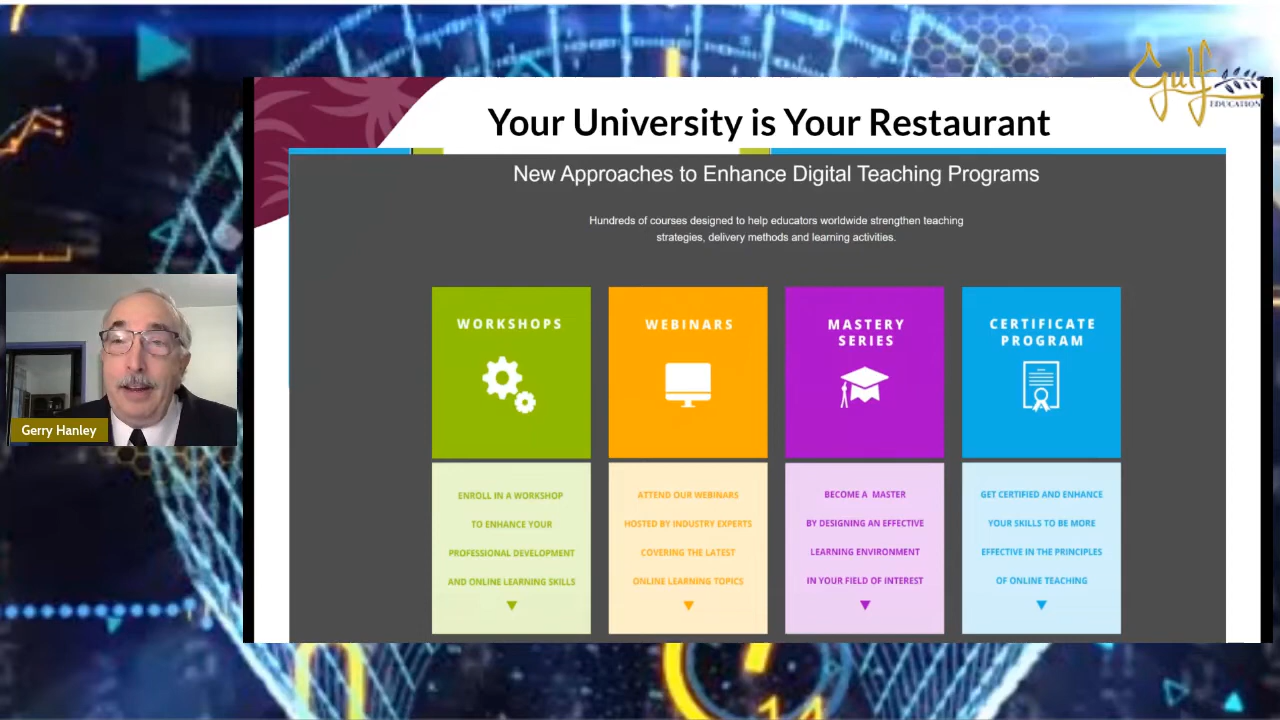 Gulf
EDUCATION
Your University is Your Restaurant
New Approaches to Enhance Digital Teaching Programs
Hundreds of courses designed to help educators worldwide strengthen teaching
strategies, delivery methods and learning activities.
WORKSHOPS
ENROLL IN A WORKSHOP
TO ENHANCE YOUR
PROFESSIONAL DEVELOPMENT
AND ONLINE LEARNING SKILLS
WEBINARS
ATTEND OUR WEBINARS
HOSTED BY INDUSTRY EXPERTS
COVERING THE LATEST
ONLINE LEARNING TOPICS
MASTERY
SERIES
BECOME A MASTER
BY DESIGNING AN EFFECTIVE
LEARNING ENVIRONMENT
IN YOUR FIELD OF INTEREST
CERTIFICATE
PROGRAM
GET CERTIFIED AND ENHANCE
YOUR SKILLS TO BE MORE
EFFECTIVE IN THE PRINCIPLES
OF ONLINE TEACHING
Gerry Hanley
14